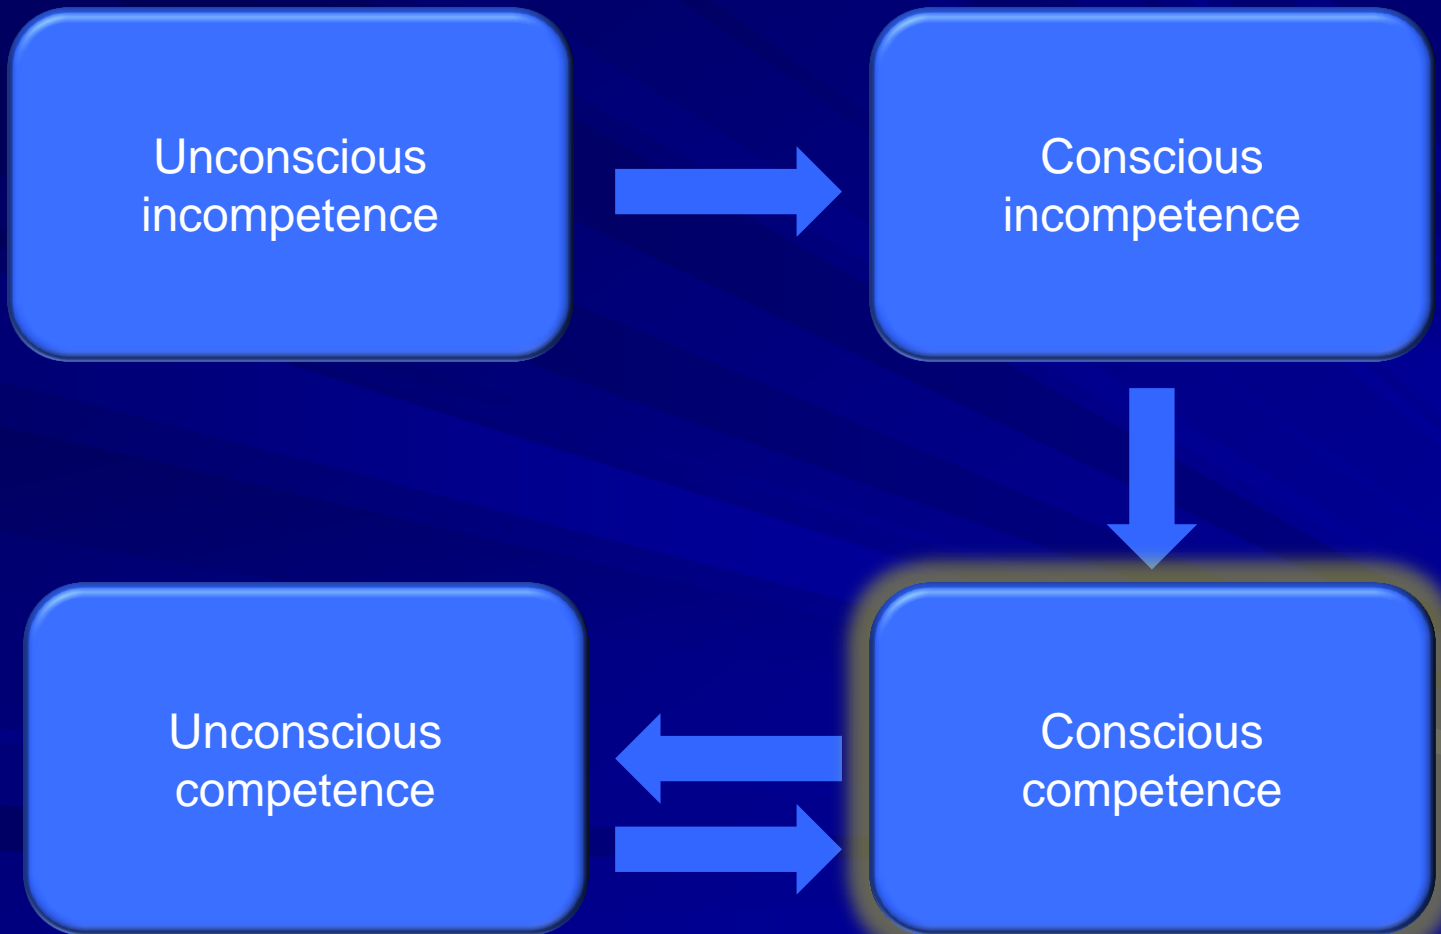 Unconscious
incompetence
Conscious
incompetence
Unconscious
competence
Conscious
competence